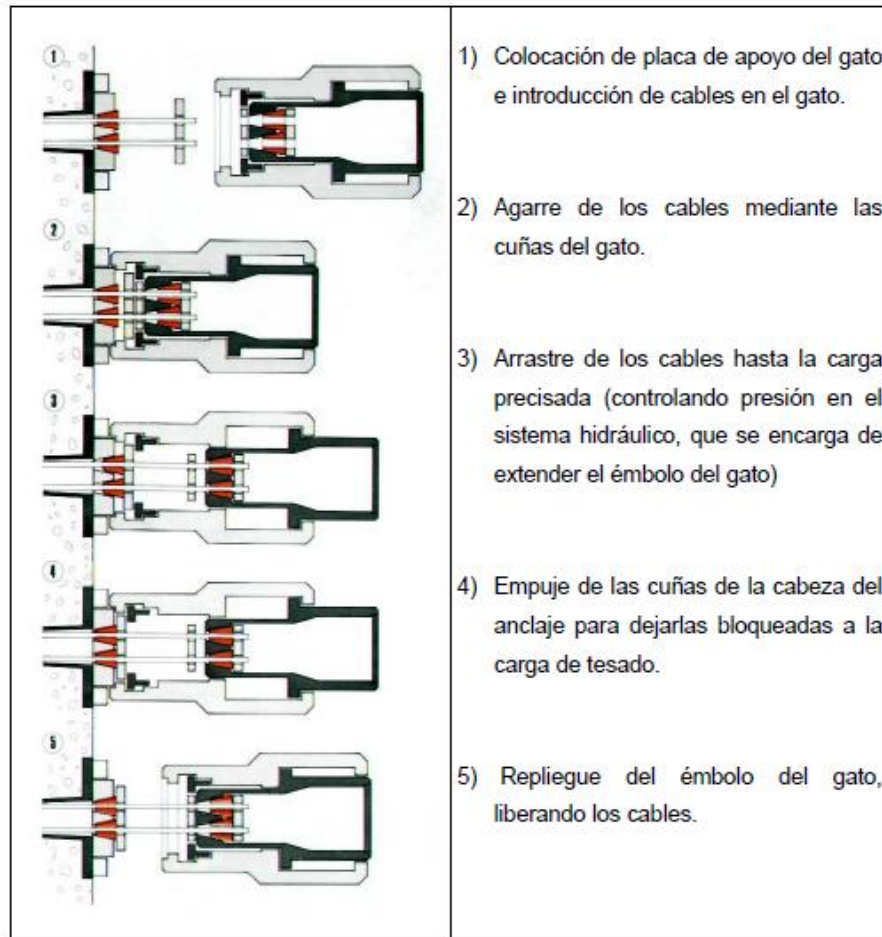 1
1) Colocación de placa de apoyo del gato
e introducción de cables en el gato.
2
2) Agarre de los cables mediante las
cuñas del gato.
3
3) Arrastre de los cables hasta la carga
precisada (controlando presión en el
sistema hidráulico, que se encarga de
extender el émbolo del gato)
4
4) Empuje de las cuñas de la cabeza del
anclaje para dejarlas bloqueadas a la
carga de tesado.
5
5) Repliegue del émbolo del gato,
liberando los cables.